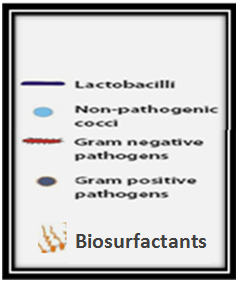 Lactobacilli
Non-pathogenic
cocci
Gram negative
pathogens
Gram positive
pathogens
Biosurfactants